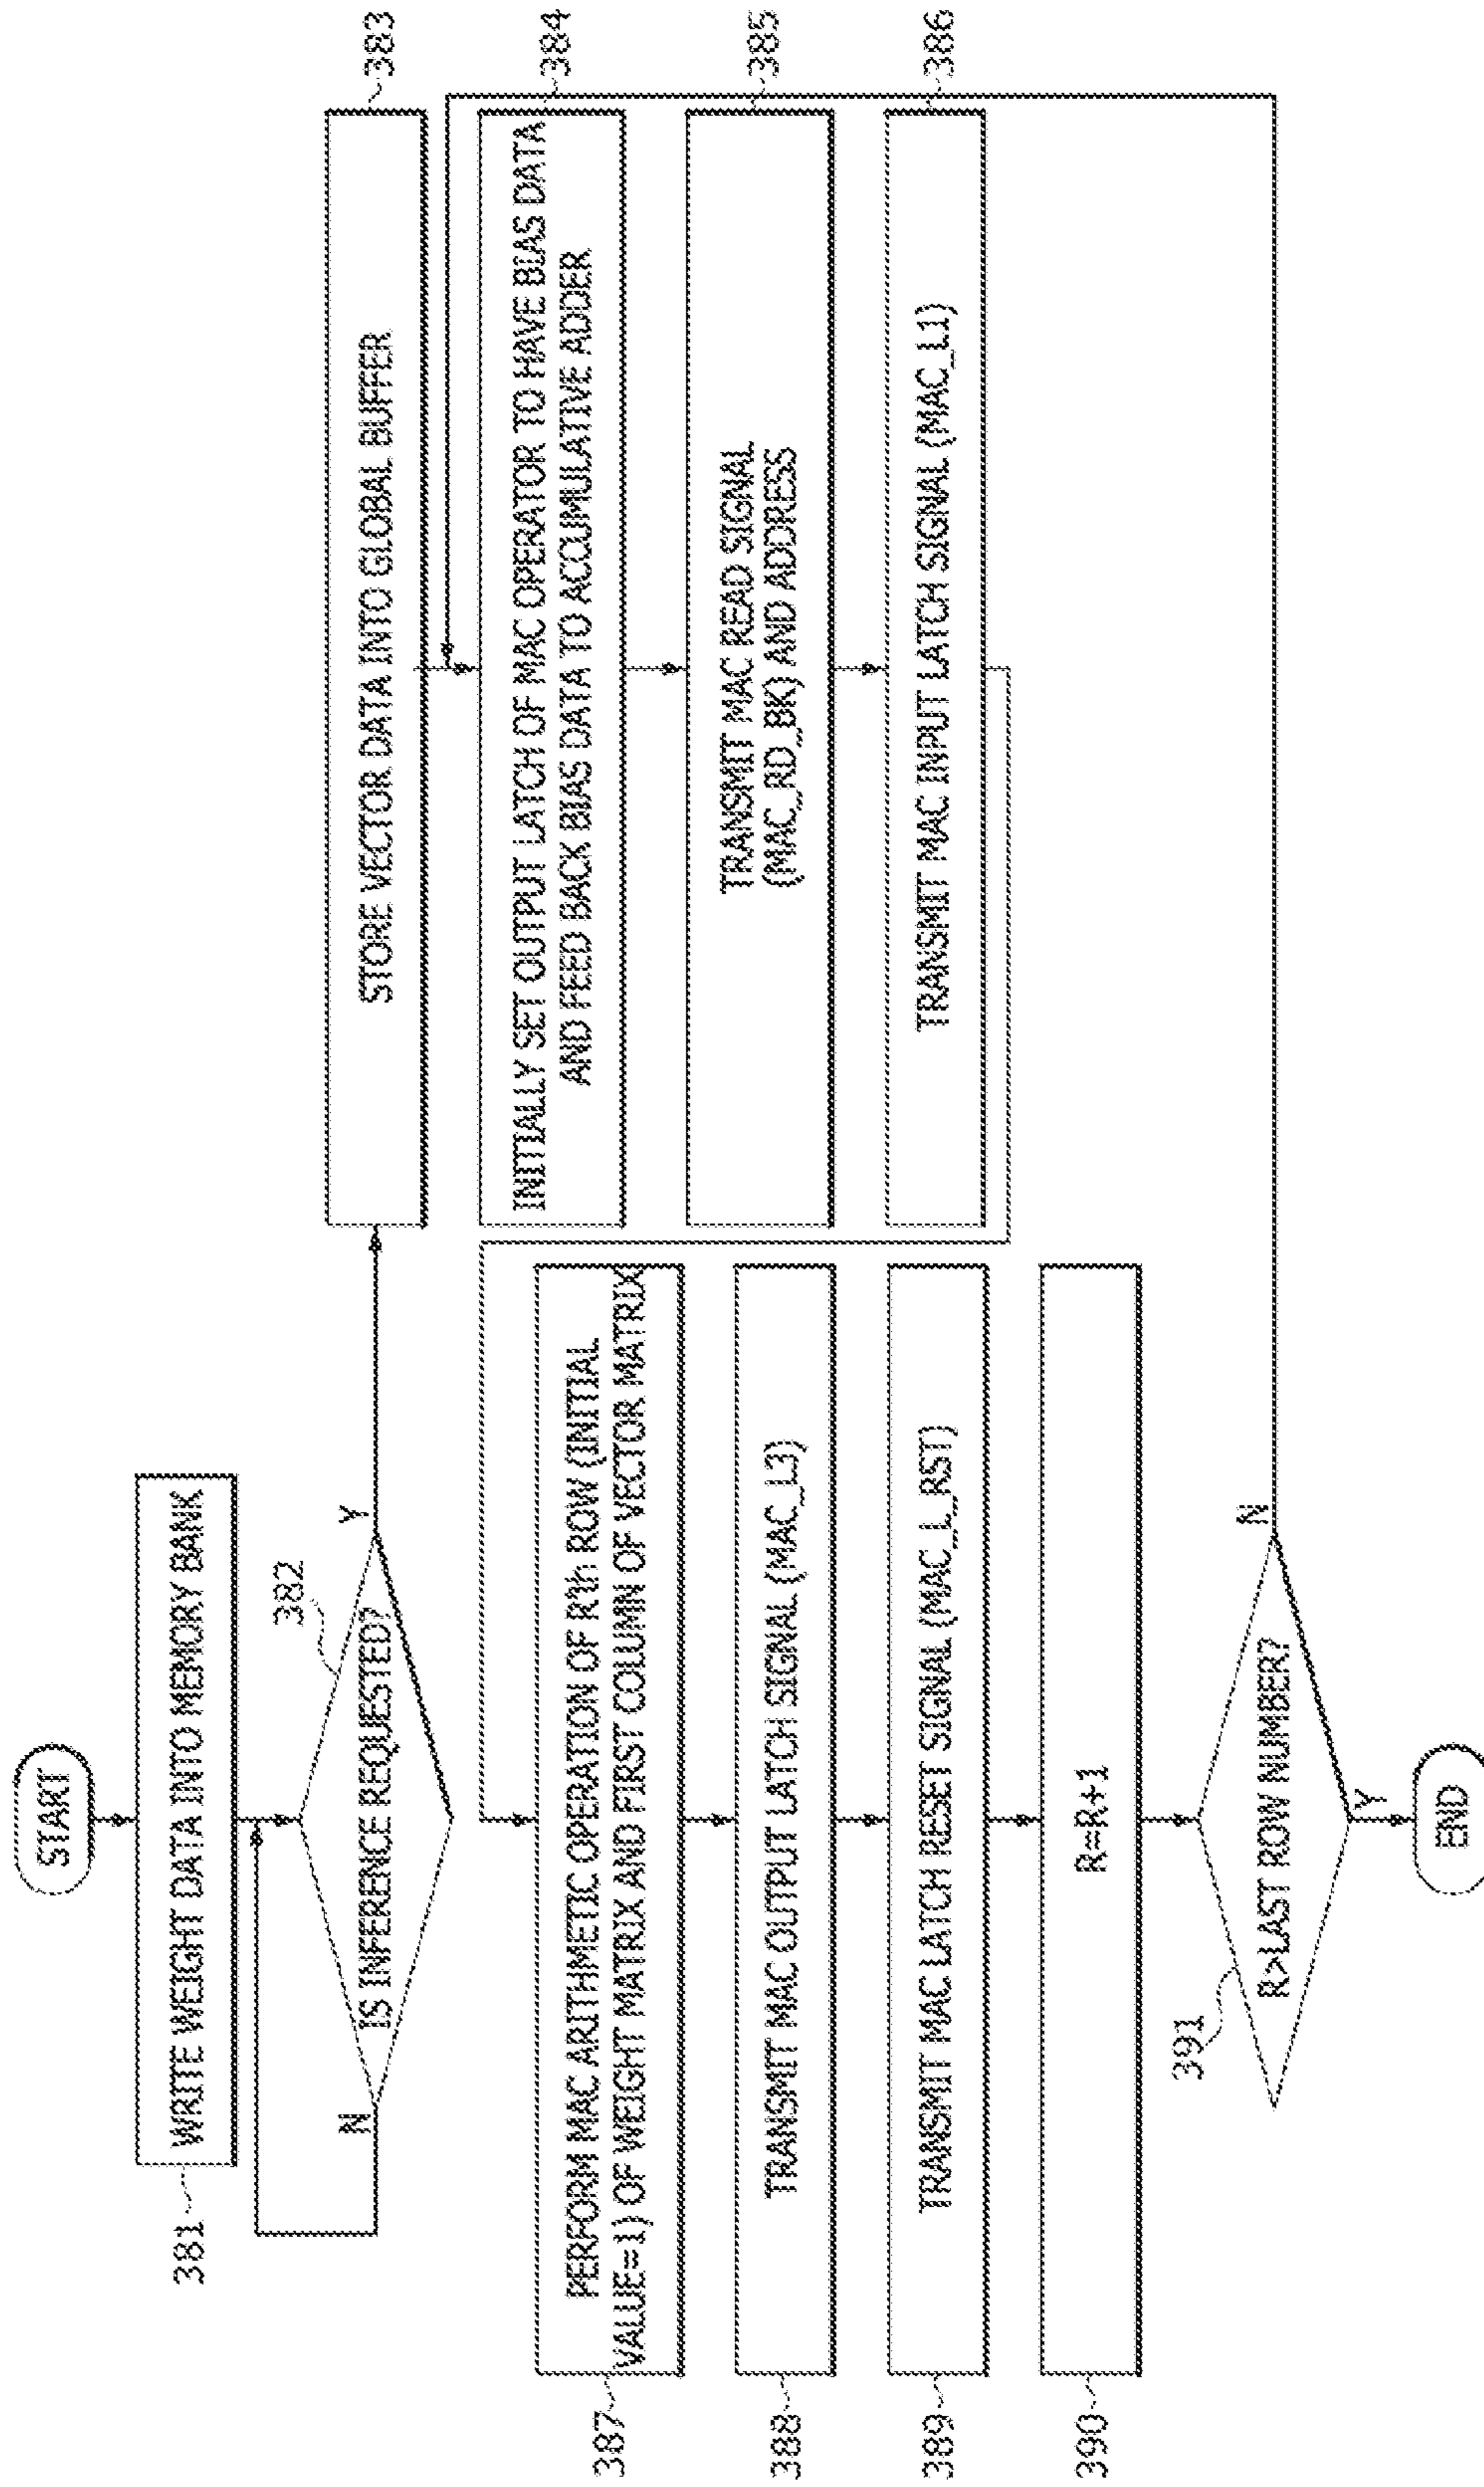 START
WRITE WEIGHT DATA INTO MEMORY BANK
381
IS INFERENCE REQUESTED?
382
N
Y
STORE VECTOR DATA INTO GLOBAL BUFFER
383
INITIALLY SET OUTPUT LATCH OF MAC OPERATOR TO HAVE BIAS DATA
AND FEED BACK BIAS DATA TO ACCUMULATIVE ADDER
384
TRANSMIT MAC READ SIGNAL
(MAC_RD_BK) AND ADDRESS
385
TRANSMIT MAC INPUT LATCH SIGNAL (MAC_L1)
386
PERFORM MAC ARITHMETIC OPERATION OF Rth ROW (INITIAL
VALUE=1) OF WEIGHT MATRIX AND FIRST COLUMN OF VECTOR MATRIX
387
TRANSMIT MAC OUTPUT LATCH SIGNAL (MAC_L3)
388
TRANSMIT MAC LATCH RESET SIGNAL (MAC_L_RST)
389
R=R+1
390
R>LAST ROW NUMBER?
391
N
Y
END